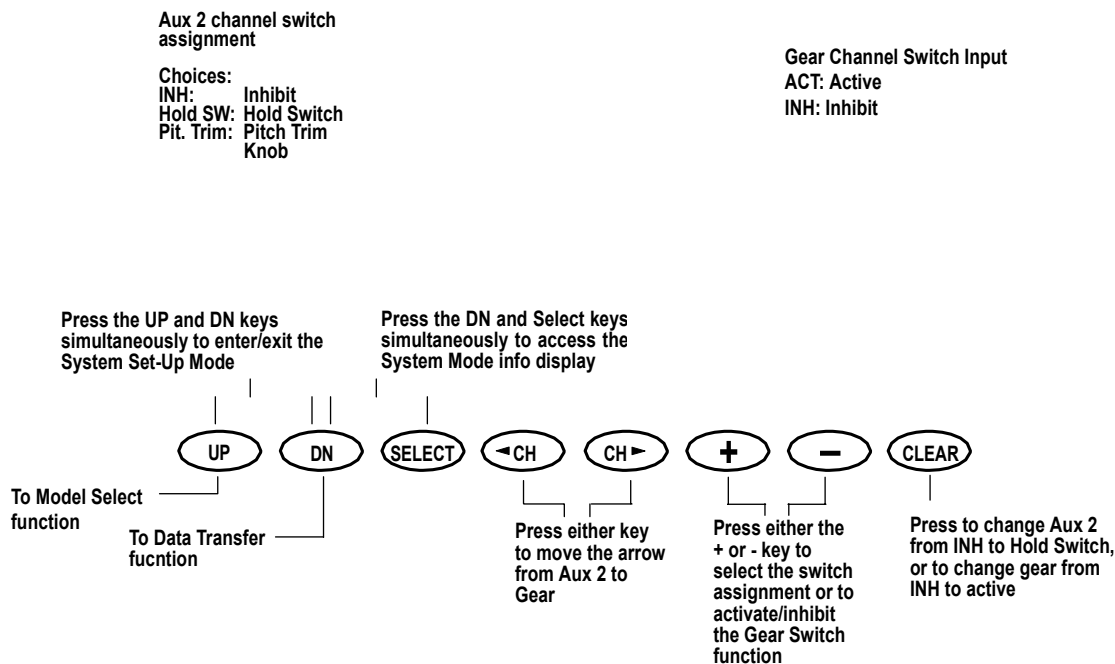 Aux 2 channel switch
assignment
Choices:
INH: Inhibit
Hold SW: Hold Switch
Pit. Trim: Pitch Trim
Knob
Gear Channel Switch Input
ACT: Active
INH: Inhibit
Press the UP and DN keys
simultaneously to enter/exit the
System Set-Up Mode
Press the DN and Select keys
simultaneously to access the
System Mode info display
UP
DN
SELECT
◄CH
CH►
+
–
CLEAR
To Model Select
function
To Data Transfer
fucntion
Press either key
to move the arrow
from Aux 2 to
Gear
Press either the
+ or - key to
select the switch
assignment or to
activate/inhibit
the Gear Switch
function
Press to change Aux 2
from INH to Hold Switch,
or to change gear from
INH to active